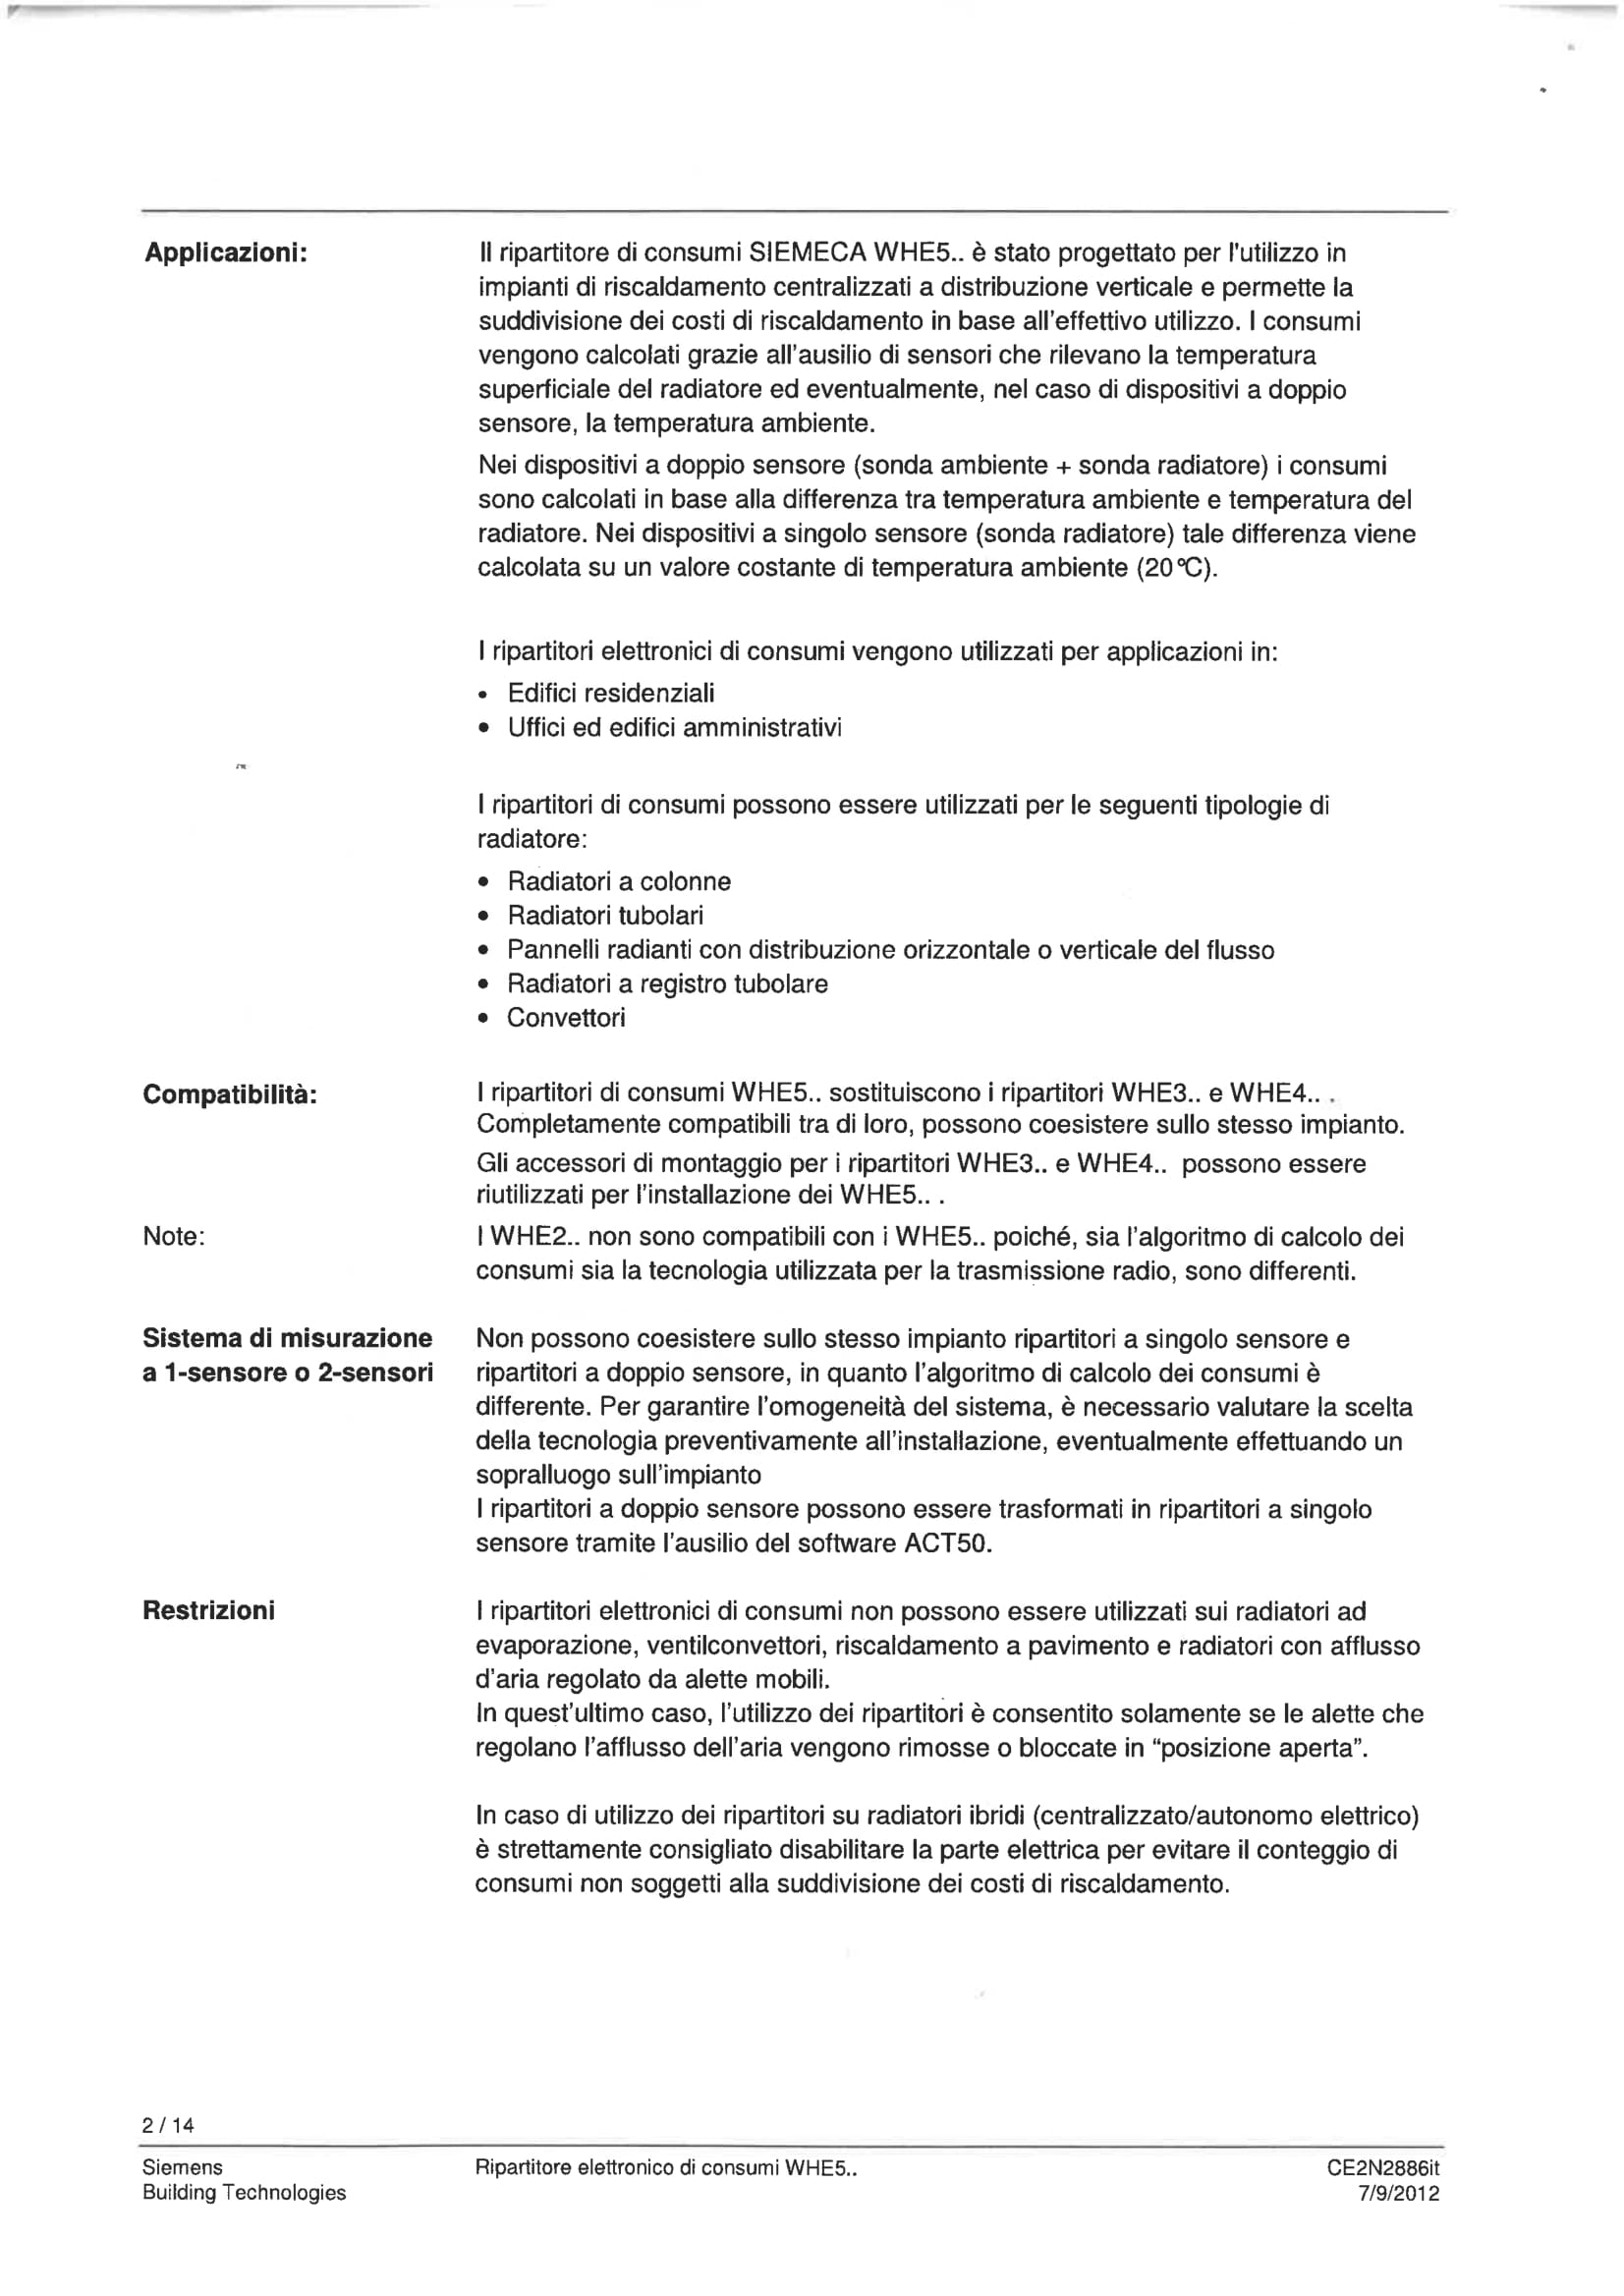 Applicazioni:
Il ripartitore di consumi SIEMECA WHE5.. è stato progettato per l'utilizzo in
impianti di riscaldamento centralizzati a distribuzione verticale e permette la
suddivisione dei costi di riscaldamento in base all'effettivo utilizzo. I consumi
vengono calcolati grazie all'ausilio di sensori che rilevano la temperatura
superficiale del radiatore ed eventualmente, nel caso di dispositivi a doppio
sensore, la temperatura ambiente.
Nei dispositivi a doppio sensore (sonda ambiente + sonda radiatore) i consumi
sono calcolati in base alla differenza tra temperatura ambiente e temperatura del
radiatore. Nei dispositivi a singolo sensore (sonda radiatore) tale differenza viene
calcolata su un valore costante di temperatura ambiente (20°C).
I ripartitori elettronici di consumi vengono utilizzati per applicazioni in:
• Edifici residenziali
• Uffici ed edifici amministrativi
I ripartitori di consumi possono essere utilizzati per le seguenti tipologie di
radiatore:
• Radiatori a colonne
• Radiatori tubolari
• Pannelli radianti con distribuzione orizzontale o verticale del flusso
• Radiatori a registro tubolare
• Convettori
Compatibilità:
I ripartitori di consumi WHE5.. sostituiscono i ripartitori WHE3.. e WHE4.. .
Completamente compatibili tra di loro, possono coesistere sullo stesso impianto.
Gli accessori di montaggio per i ripartitori WHE3.. e WHE4.. possono essere
riutilizzati per l'installazione dei WHE5.. .
Note:
I WHE2.. non sono compatibili con i WHE5.. poiché, sia l'algoritmo di calcolo dei
consumi sia la tecnologia utilizzata per la trasmissione radio, sono differenti.
Sistema di misurazione
a 1-sensore o 2-sensori
Non possono coesistere sullo stesso impianto ripartitori a singolo sensore e
ripartitori a doppio sensore, in quanto l'algoritmo di calcolo dei consumi è
differente. Per garantire l'omogeneità del sistema, è necessario valutare la scelta
della tecnologia preventivamente all'installazione, eventualmente effettuando un
sopralluogo sull'impianto
I ripartitori a doppio sensore possono essere trasformati in ripartitori a singolo
sensore tramite l'ausilio del software ACT50.
Restrizioni
I ripartitori elettronici di consumi non possono essere utilizzati sui radiatori ad
evaporazione, ventilconvettori, riscaldamento a pavimento e radiatori con afflusso
d'aria regolato da alette mobili.
In quest'ultimo caso, l'utilizzo dei ripartitori è consentito solamente se le alette che
regolano l'afflusso dell'aria vengono rimosse o bloccate in “posizione aperta”.
In caso di utilizzo dei ripartitori su radiatori ibridi (centralizzato/autonomo elettrico)
è strettamente consigliato disabilitare la parte elettrica per evitare il conteggio di
consumi non soggetti alla suddivisione dei costi di riscaldamento.
2 / 14
Siemens
Building Technologies
Ripartitore elettronico di consumi WHE5..
CE2N2886it
7/9/2012